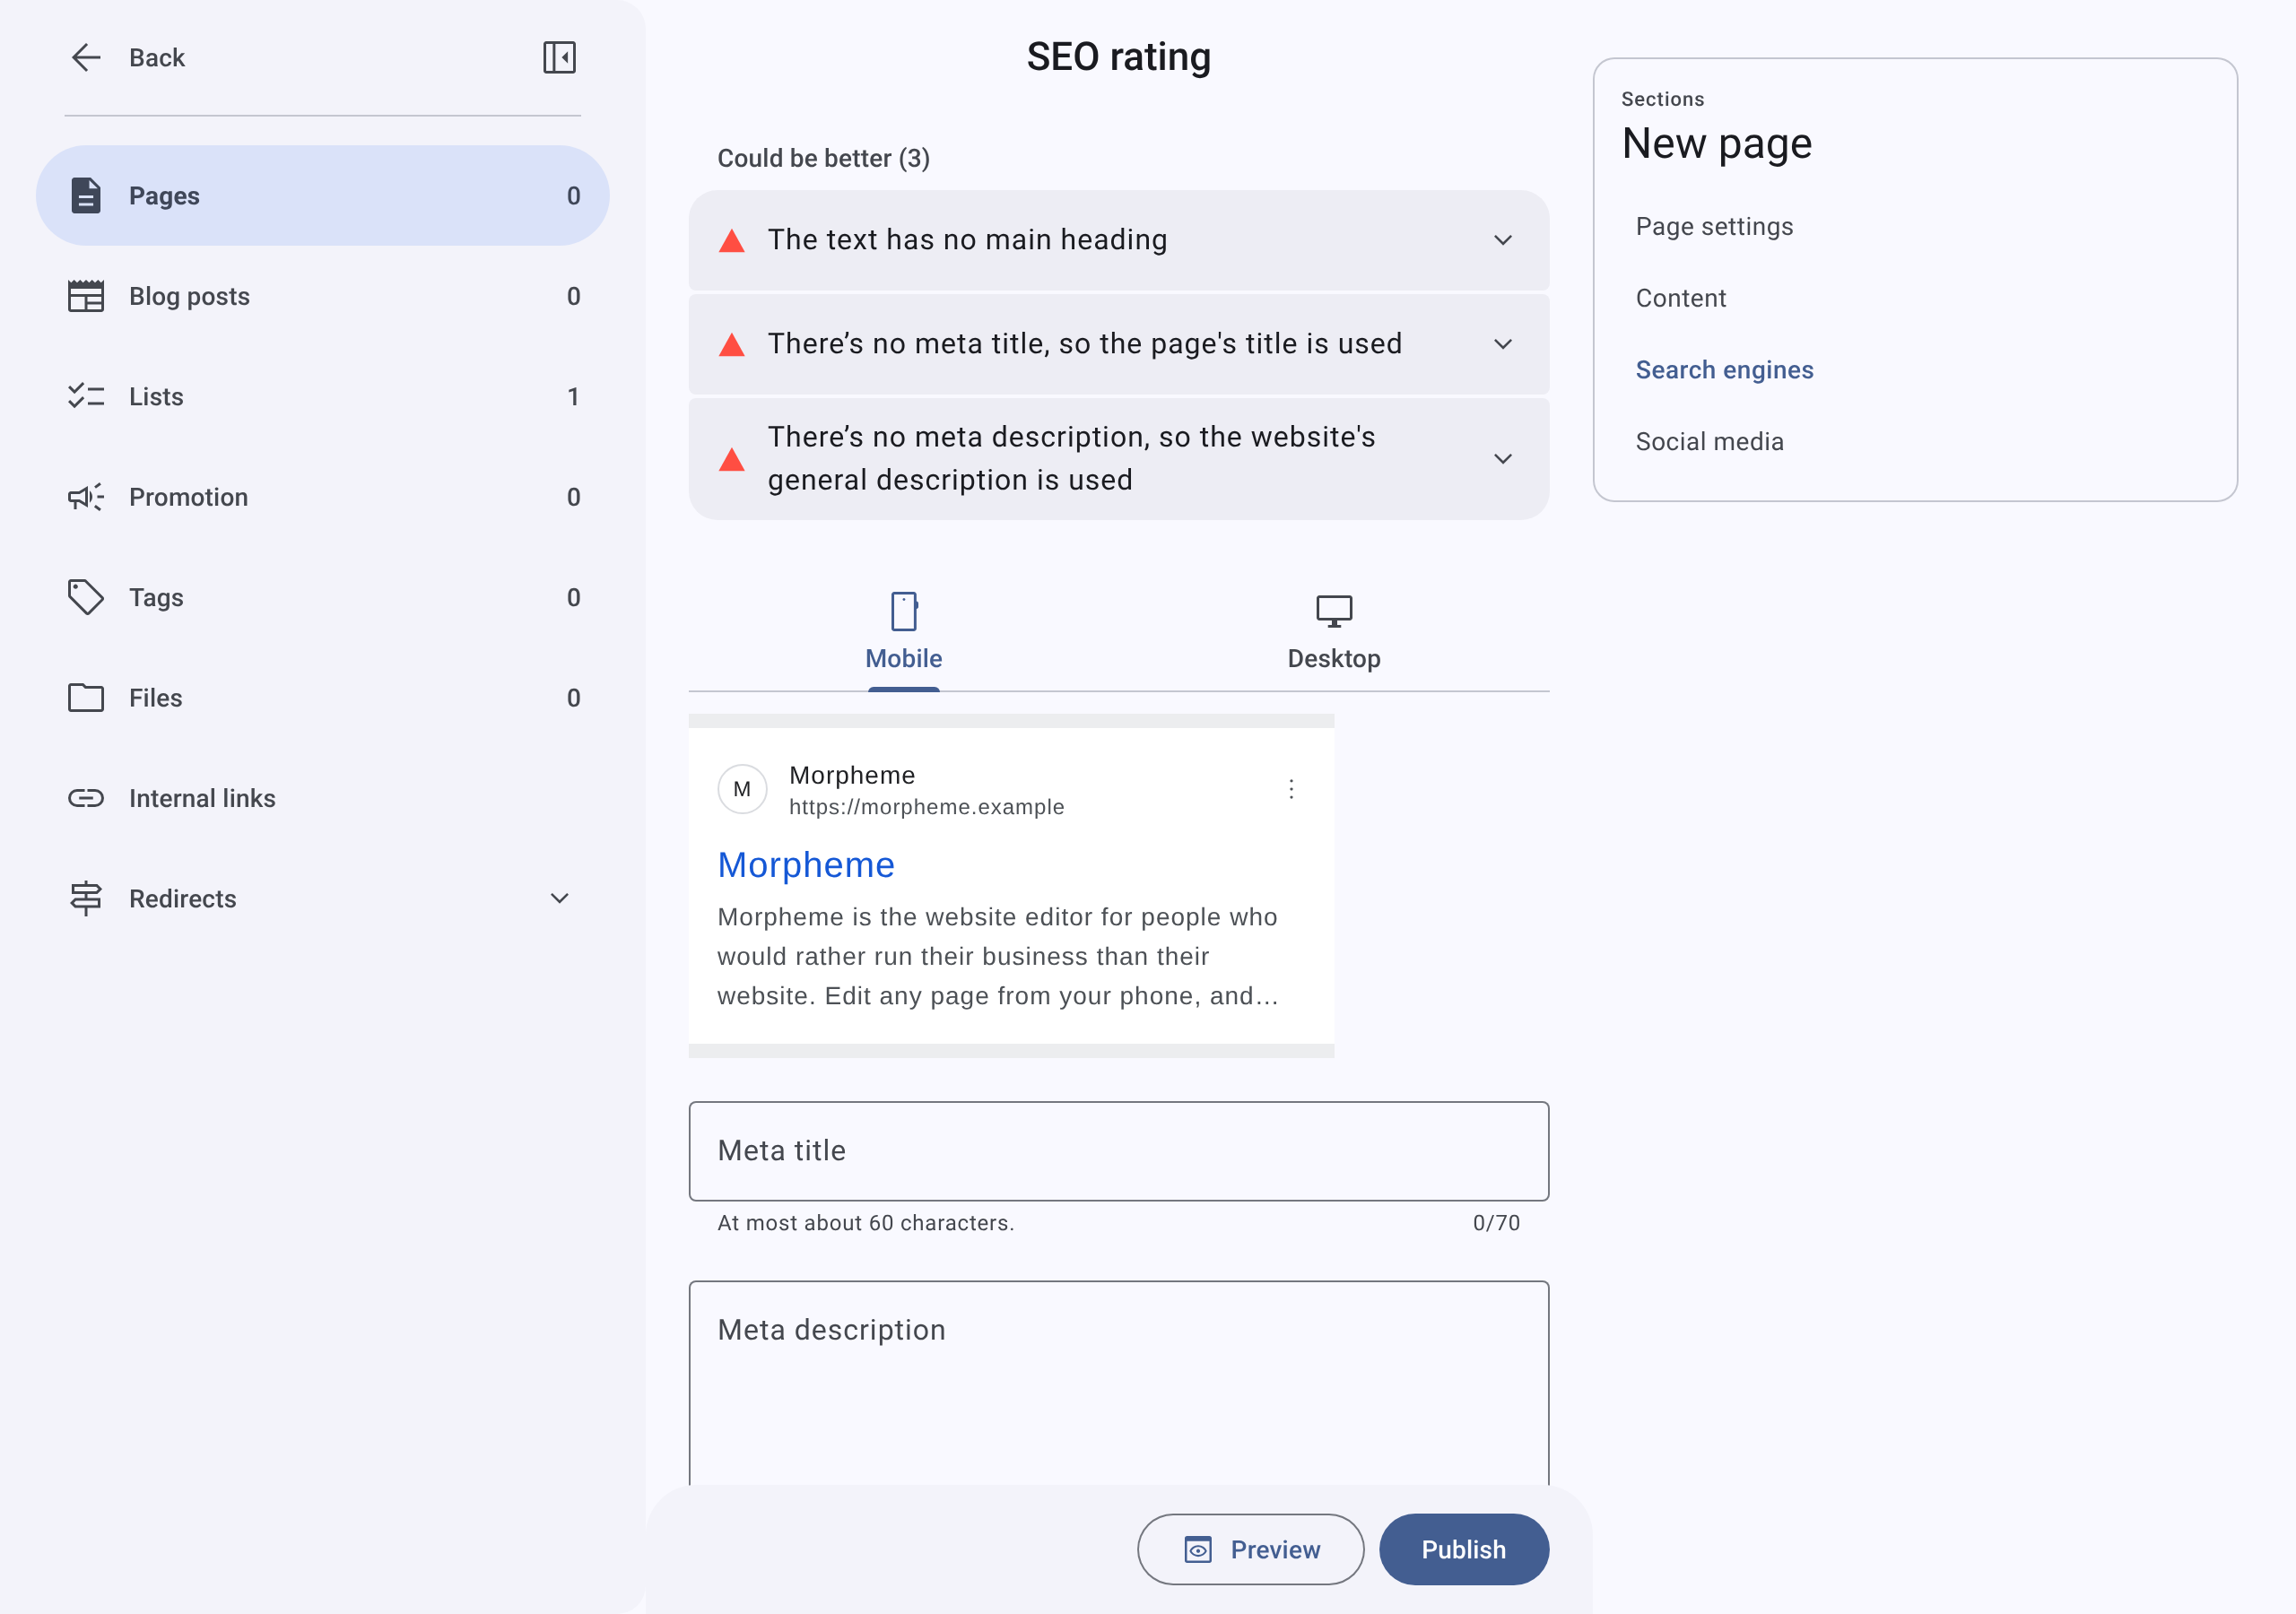 Back
Pages 0
Blog posts 0
Lists 1
Promotion 0
Tags 0
Files 0
Internal links
Redirects
SEO rating
Could be better (3)
The text has no main heading
There’s no meta title, so the page's title is used
There’s no meta description, so the website's
general description is used
Mobile
Desktop
M
Morpheme
https://morpheme.example
Morpheme
Morpheme is the website editor for people who
would rather run their business than their
website. Edit any page from your phone, and...
Meta title
At most about 60 characters. 0/70
Meta description
Preview
Publish
Sections
New page
Page settings
Content
Search engines
Social media